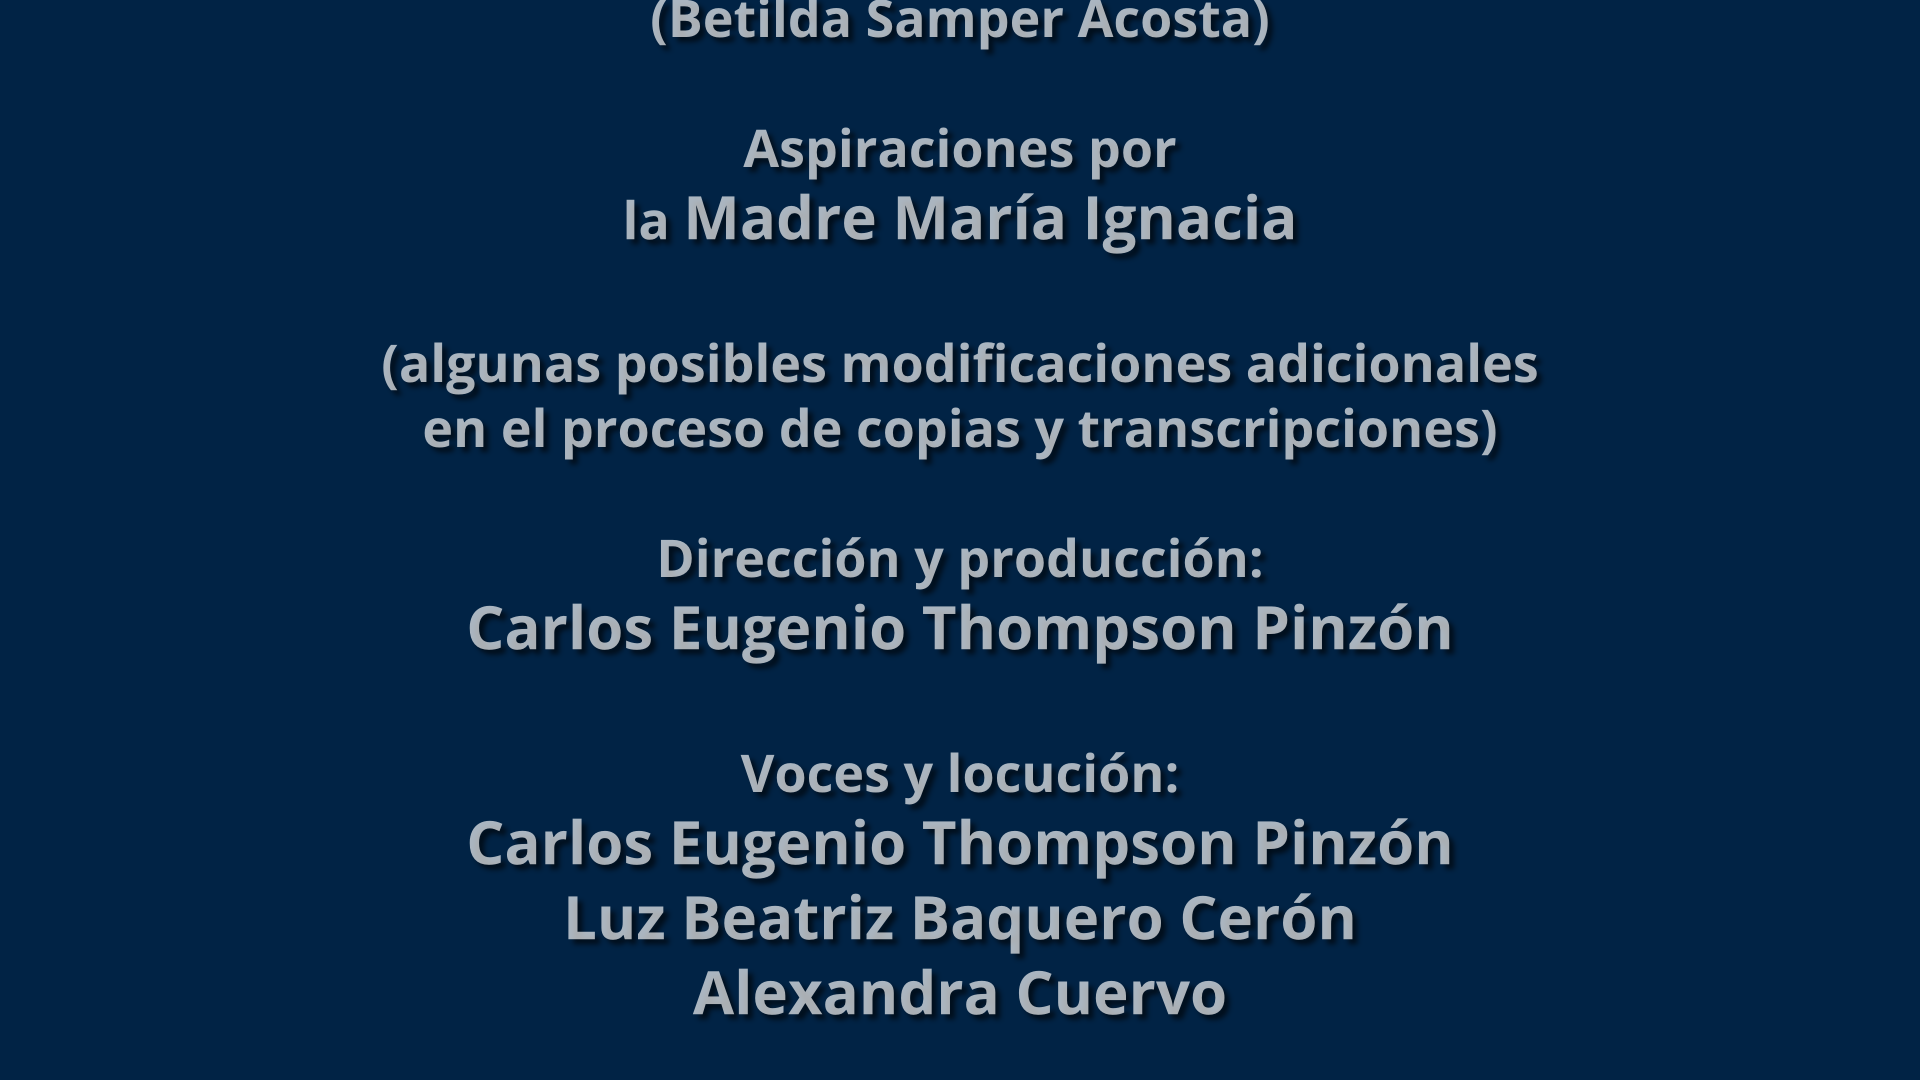 (Betilda Samper Acosta)
Aspiraciones por
la Madre María Ignacia
(algunas posibles modificaciones adicionales
en el proceso de copias y transcripciones)
Dirección y producción:
Carlos Eugenio Thompson Pinzón
Voces y locución:
Carlos Eugenio Thompson Pinzón
Luz Beatriz Baquero Cerón
Alexandra Cuervo